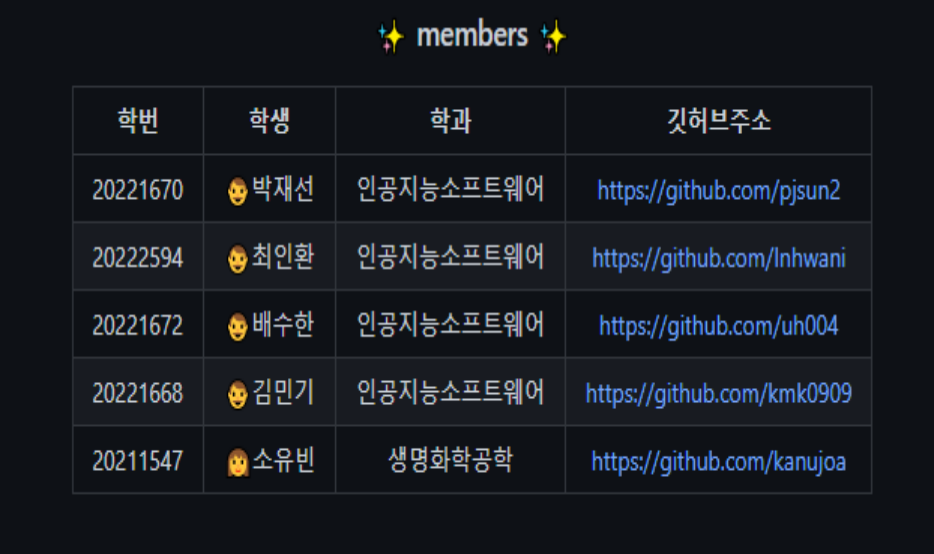 ✨ members ✨
학번 학생 학과 깃허브주소
20221670 👨박재선 인공지능소프트웨어 https://github.com/pjsun2
20222594 👨최인환 인공지능소프트웨어 https://github.com/Inhwani
20221672 👨배수한 인공지능소프트웨어 https://github.com/uh004
20221668 👨김민기 인공지능소프트웨어 https://github.com/kmk0909
20211547 👩소유빈 생명화학공학 https://github.com/kanujoa